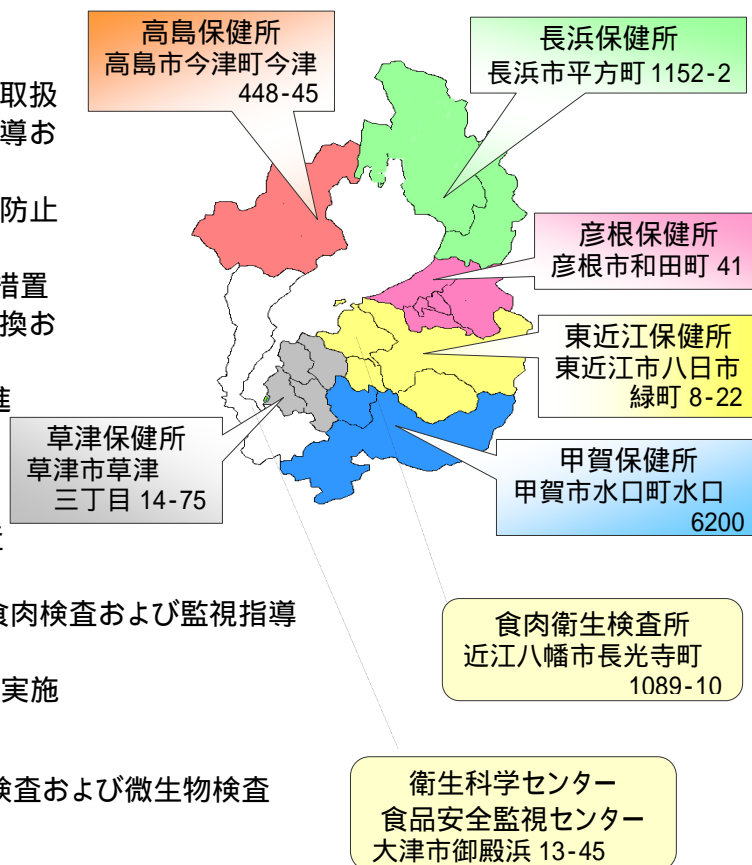 高島保健所
高島市今津町今津
448-45
長浜保健所
長浜市平方町 1152-2
取扱
導お
防止
措置
換お
進
彦根保健所
彦根市和田町 41
東近江保健所
東近江市八日市
緑町 8-22
草津保健所
草津市草津
三丁目 14-75
甲賀保健所
甲賀市水口町水口
6200
食肉検査および監視指導
実施
検査および微生物検査
食肉衛生検査所
近江八幡市長光寺町
1089-10
衛生科学センター
食品安全監視センター
大津市御殿浜 13-45